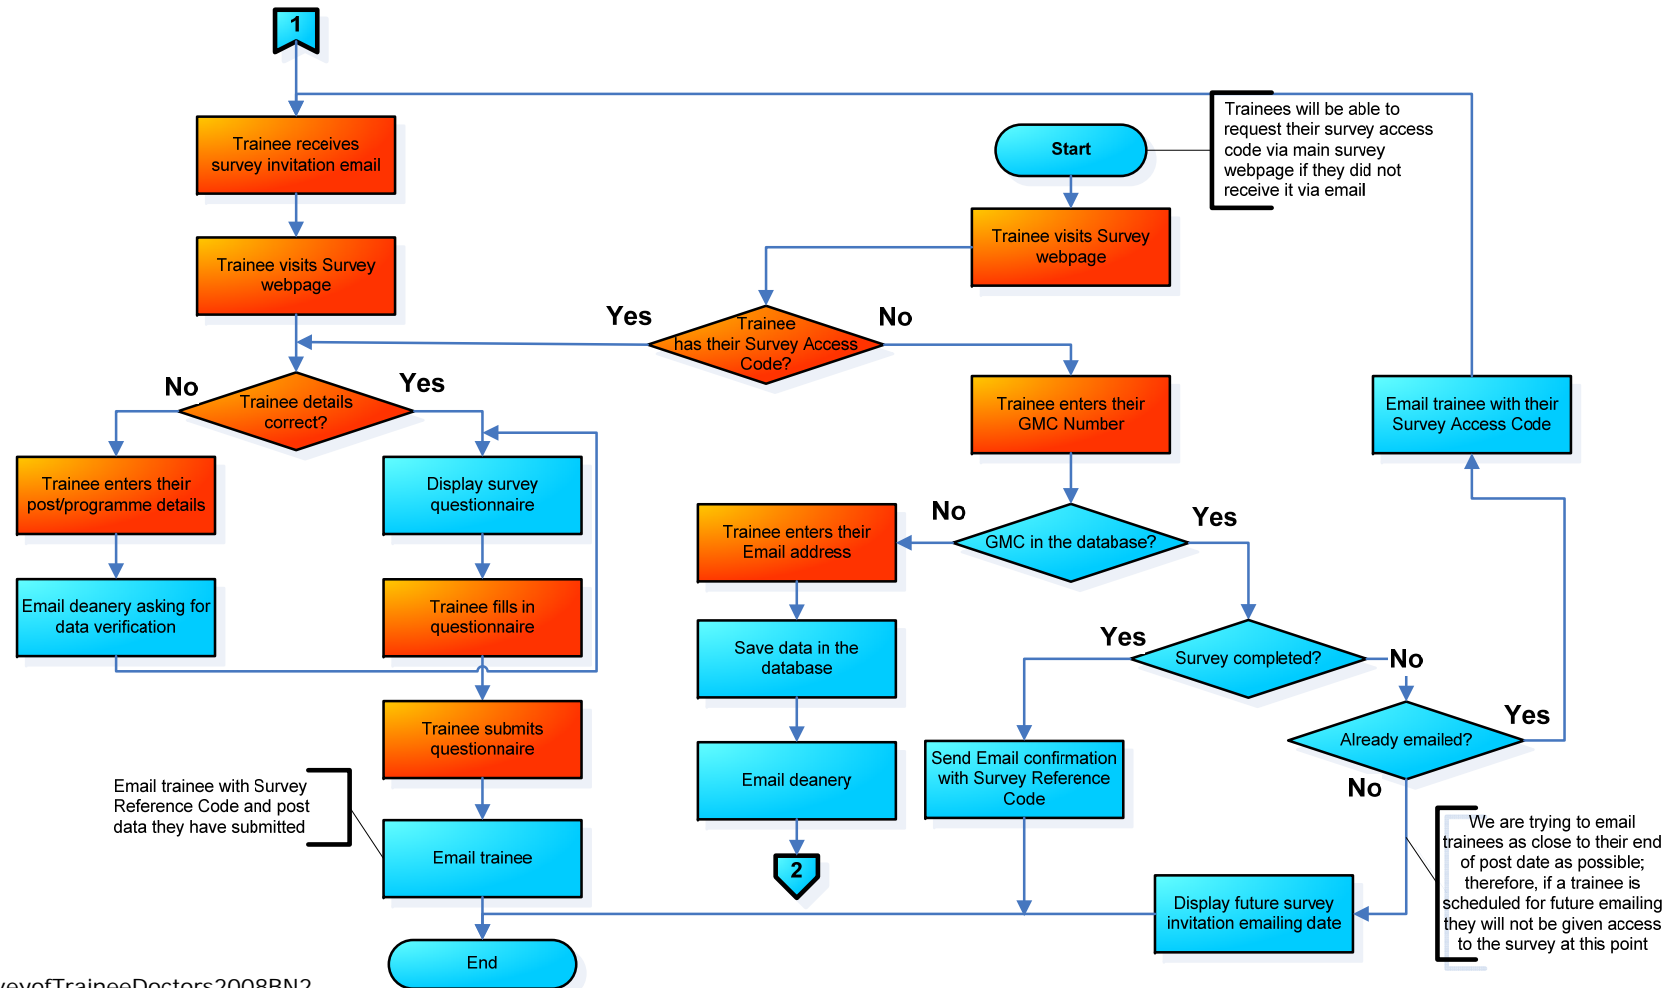 1
Trainee receives
survey invitation email
Trainee visits Survey
webpage
Start
Trainees will be able to
request their survey access
code via main survey
webpage if they did not
receive it via email
Trainee visits Survey
webpage
Yes
Trainee
has their Survey Access
Code?
No
No
Trainee details
correct?
Yes
Trainee enters their
GMC Number
Email trainee with their
Survey Access Code
Trainee enters their
post/programme details
Display survey
questionnaire
Trainee enters their
Email address
No
GMC in the database?
Yes
Email deanery asking for
data verification
Trainee fills in
questionnaire
Save data in the
database
Yes
Survey completed?
No
Trainee submits
questionnaire
Email deanery
Send Email confirmation
with Survey Reference
Code
Already emailed?
Yes
No
Email trainee with Survey
Reference Code and post
data they have submitted
Email trainee
2
Display future survey
invitation emailing date
We are trying to email
trainees as close to their end
of post date as possible;
therefore, if a trainee is
scheduled for future emailing
they will not be given access
to the survey at this point
End
veyofTraineeDoctors2008BN2